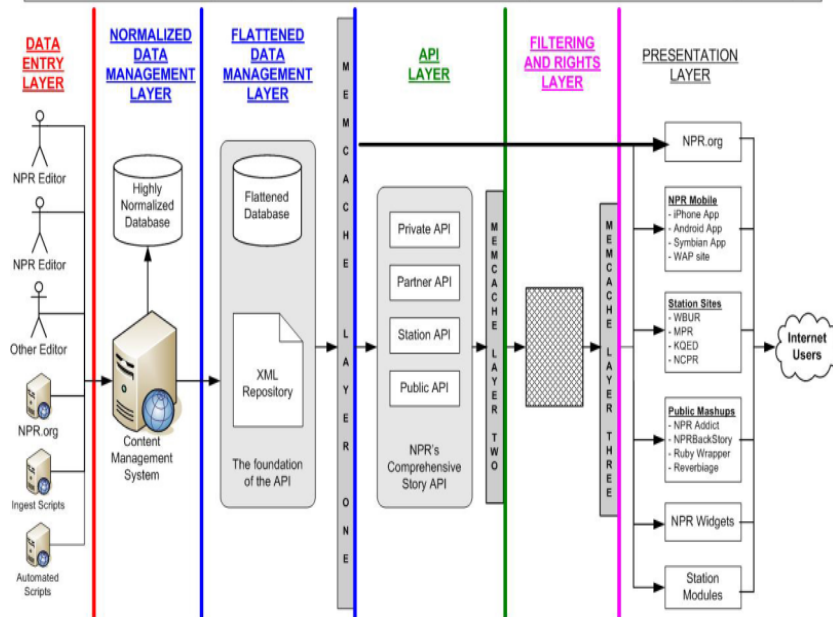 DATA
ENTRY
LAYER
NPR Editor
NPR Editor
Other Editor
NPR.org
Ingest Scripts
Automated
Scripts
NORMALIZED
DATA
MANAGEMENT
LAYER
Highly
Normalized
Database
Content
Management
System
FLATTENED
DATA
MANAGEMENT
LAYER
Flattened
Database
XML
Repository
The foundation
of the API
MEMCACHE LAYER ONE
API
LAYER
Private API
Partner API
Station API
Public API
NPR's
Comprehensive
Story API
MEMCACHE LAYER TWO
FILTERING
AND RIGHTS
LAYER
MEMCACHE LAYER THREE
PRESENTATION
LAYER
NPR.org
NPR Mobile
- iPhone App
- Android App
- Symbian App
- WAP site
Station Sites
- WBUR
- MPR
- KQED
- NCPR
Public Mashups
- NPR Addict
- NPRBackStory
- Ruby Wrapper
- Reverbiage
NPR Widgets
Station
Modules
Internet
Users